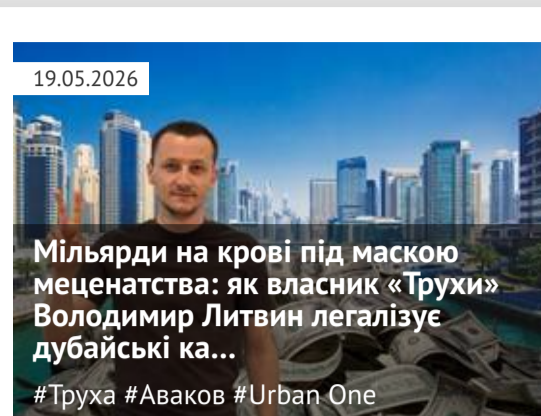 19.05.2026
Мільярди на крові під маскою
меценатства: як власник «Трухи»
Володимир Литвин легалізує
дубайські ка...
#Труха #Аваков #Urban One